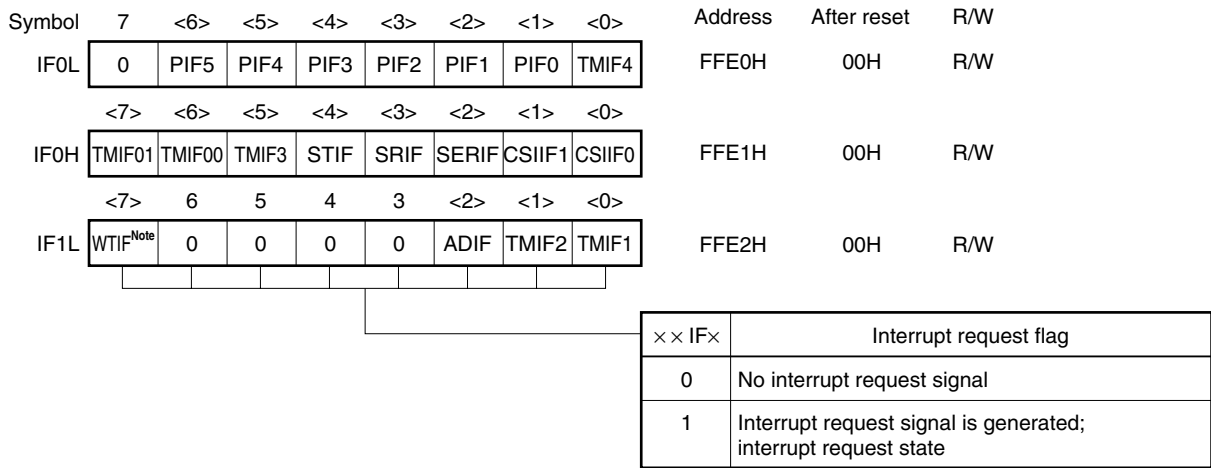 Symbol 7 <6> <5> <4> <3> <2> <1> <0> Address After reset R/W
IF0L 0 PIF5 PIF4 PIF3 PIF2 PIF1 PIF0 TMIF4 FFE0H 00H R/W
<7> <6> <5> <4> <3> <2> <1> <0>
IF0H TMIF01 TMIF00 TMIF3 STIF SRIF SERIF CSIIF1 CSIIF0 FFE1H 00H R/W
<7> 6 5 4 3 <2> <1> <0>
IF1L WTIFNote 0 0 0 0 ADIF TMIF2 TMIF1 FFE2H 00H R/W
××IF× Interrupt request flag
0 No interrupt request signal
1 Interrupt request signal is generated;
interrupt request state